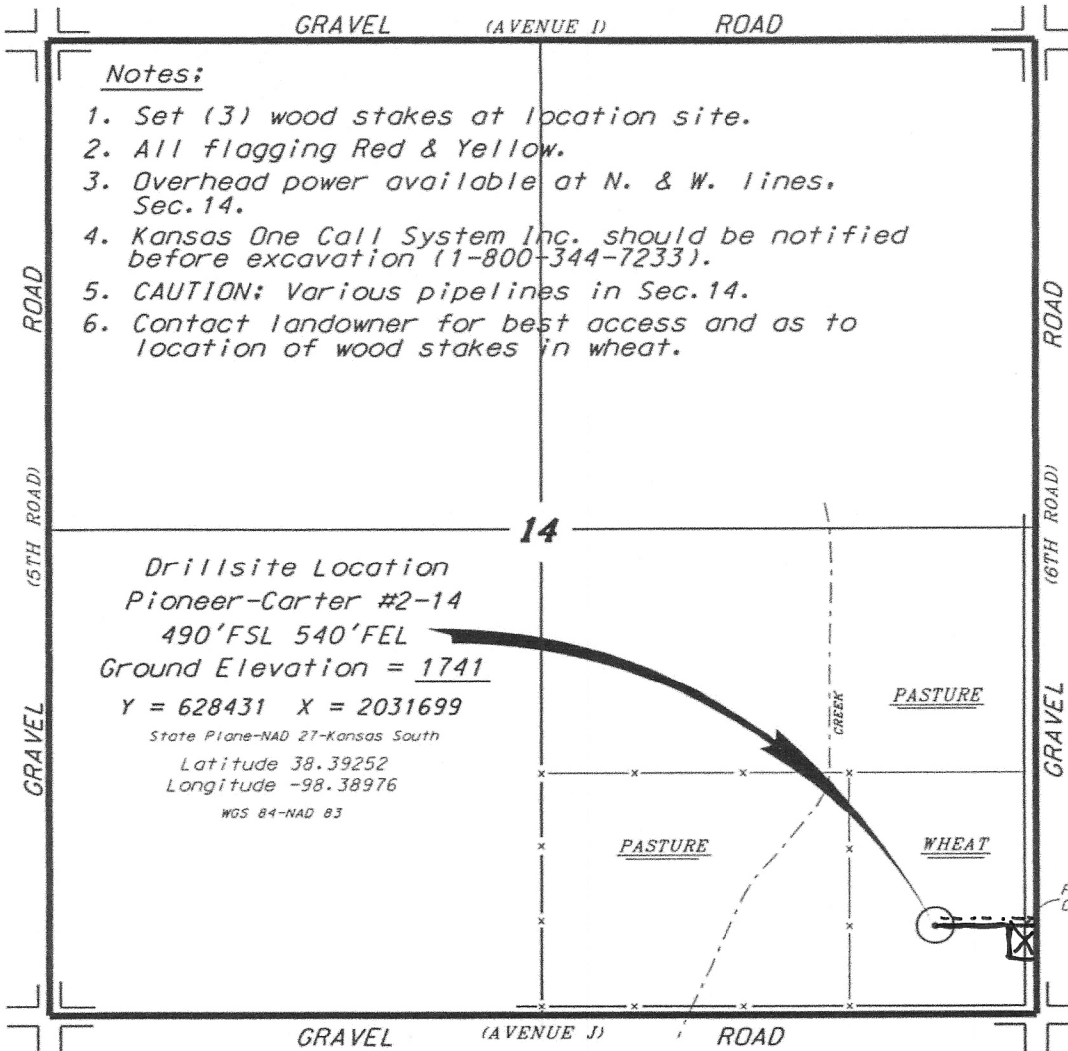 GRAVEL (AVENUE I) ROAD
Notes:
1. Set (3) wood stakes at location site.
2. All flagging Red & Yellow.
3. Overhead power available at N. & W. lines,
Sec. 14.
4. Kansas One Call System Inc. should be notified
before excavation (1-800-344-7233).
5. CAUTION: Various pipelines in Sec. 14.
6. Contact landowner for best access and as to
location of wood stakes in wheat.
ROAD
(5TH ROAD)
GRAVEL
ROAD
(6TH ROAD)
GRAVEL
14
Drillsite Location
Pioneer-Carter #2-14
490'FSL 540'FEL
Ground Elevation = 1741
Y = 628431 X = 2031699
State Plane-NAD 27-Kansas South
Latitude 38.39252
Longitude -98.38976
WGS 84-NAD 83
CREEK
PASTURE
PASTURE
WHEAT
GRAVEL (AVENUE J) ROAD